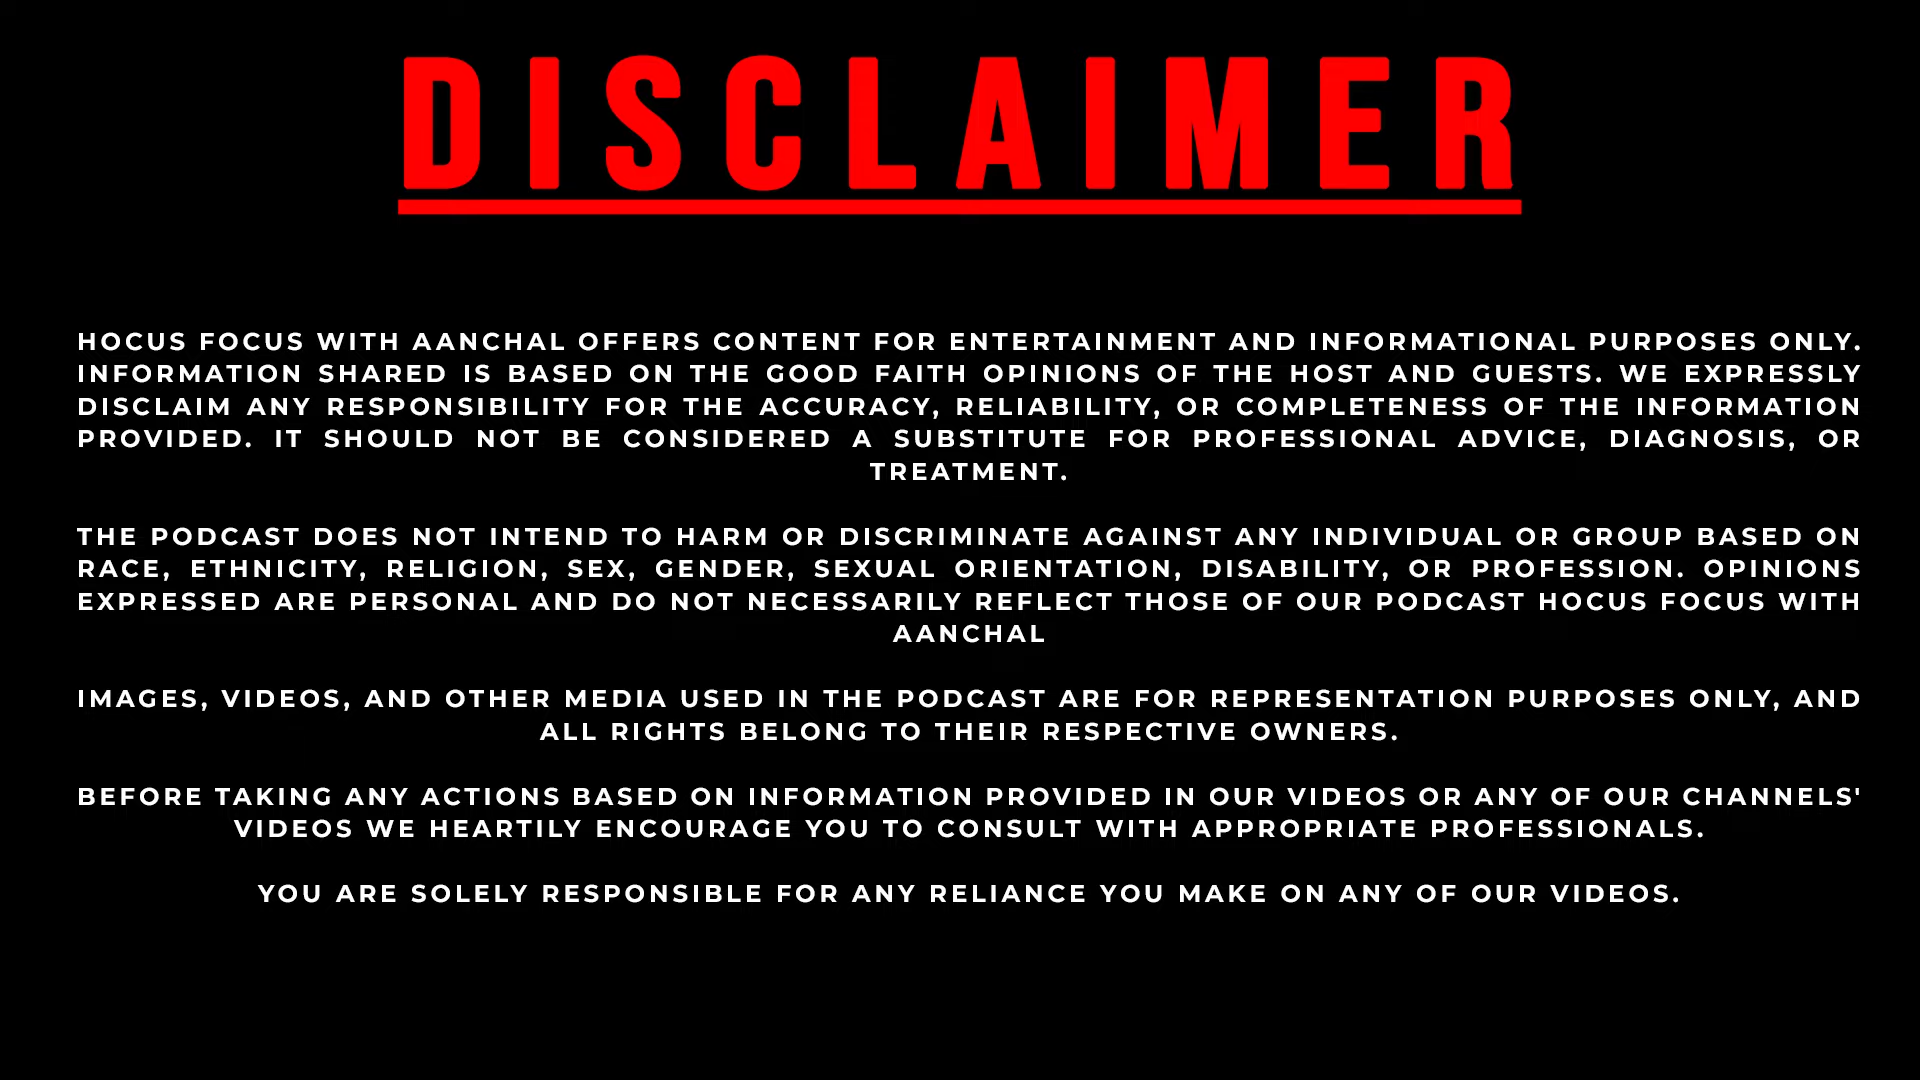 DISCLAIMER
HOCUS FOCUS WITH AANCHAL OFFERS CONTENT FOR ENTERTAINMENT AND INFORMATIONAL PURPOSES ONLY.
INFORMATION SHARED IS BASED ON THE GOOD FAITH OPINIONS OF THE HOST AND GUESTS. WE EXPRESSLY
DISCLAIM ANY RESPONSIBILITY FOR THE ACCURACY, RELIABILITY, OR COMPLETENESS OF THE INFORMATION
PROVIDED. IT SHOULD NOT BE CONSIDERED A SUBSTITUTE FOR PROFESSIONAL ADVICE, DIAGNOSIS, OR
TREATMENT.
THE PODCAST DOES NOT INTEND TO HARM OR DISCRIMINATE AGAINST ANY INDIVIDUAL OR GROUP BASED ON
RACE, ETHNICITY, RELIGION, SEX, GENDER, SEXUAL ORIENTATION, DISABILITY, OR PROFESSION. OPINIONS
EXPRESSED ARE PERSONAL AND DO NOT NECESSARILY REFLECT THOSE OF OUR PODCAST HOCUS FOCUS WITH
AANCHAL
IMAGES, VIDEOS, AND OTHER MEDIA USED IN THE PODCAST ARE FOR REPRESENTATION PURPOSES ONLY, AND
ALL RIGHTS BELONG TO THEIR RESPECTIVE OWNERS.
BEFORE TAKING ANY ACTIONS BASED ON INFORMATION PROVIDED IN OUR VIDEOS OR ANY OF OUR CHANNELS'
VIDEOS WE HEARTILY ENCOURAGE YOU TO CONSULT WITH APPROPRIATE PROFESSIONALS.
YOU ARE SOLELY RESPONSIBLE FOR ANY RELIANCE YOU MAKE ON ANY OF OUR VIDEOS.